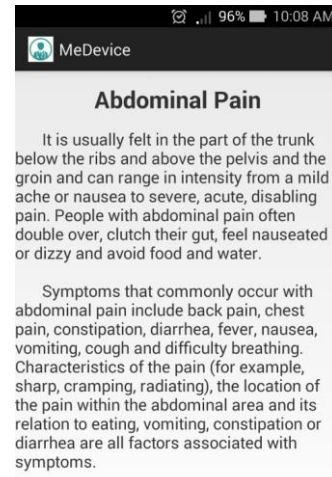 96% 10:08 AM
MeDevice
Abdominal Pain
It is usually felt in the part of the trunk
below the ribs and above the pelvis and the
groin and can range in intensity from a mild
ache or nausea to severe, acute, disabling
pain. People with abdominal pain often
double over, clutch their gut, feel nauseated
or dizzy and avoid food and water.
Symptoms that commonly occur with
abdominal pain include back pain, chest
pain, constipation, diarrhea, fever, nausea,
vomiting, cough and difficulty breathing.
Characteristics of the pain (for example,
sharp, cramping, radiating), the location of
the pain within the abdominal area and its
relation to eating, vomiting, constipation or
diarrhea are all factors associated with
symptoms.